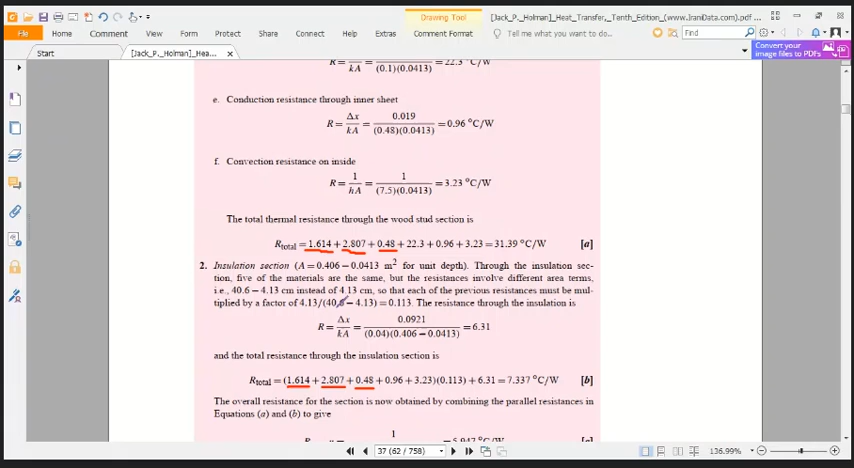 Drawing Tool
[Jack_P._Holman]_Heat_Transfer,_Tenth_Edition_(www.IranData.com).pdf ...
File Home Comment View Form Protect Share Connect Help Extras Comment Format Tell me what you want to do... Find
Start [Jack_P._Holman]_Hea... Convert your image files to PDFs
(0.1)(0.0413)
e. Conduction resistance through inner sheet
R = Δx/kA = 0.019/(0.48)(0.0413) = 0.96 °C/W
f. Convection resistance on inside
R = 1/hA = 1/(7.5)(0.0413) = 3.23 °C/W
The total thermal resistance through the wood stud section is
R_total = 1.614 + 2.807 + 0.48 + 22.3 + 0.96 + 3.23 = 31.39 °C/W [a]
2. Insulation section (A = 0.406 − 0.0413 m² for unit depth). Through the insulation sec-
tion, five of the materials are the same, but the resistances involve different area terms,
i.e., 40.6 − 4.13 cm instead of 4.13 cm, so that each of the previous resistances must be mul-
tiplied by a factor of 4.13/(40.6 − 4.13) = 0.113. The resistance through the insulation is
R = Δx/kA = 0.0921/(0.04)(0.406 − 0.0413) = 6.31
and the total resistance through the insulation section is
R_total = (1.614 + 2.807 + 0.48 + 0.96 + 3.23)(0.113) + 6.31 = 7.337 °C/W [b]
The overall resistance for the section is now obtained by combining the parallel resistances in
Equations (a) and (b) to give
37 (62 / 758) 136.99%